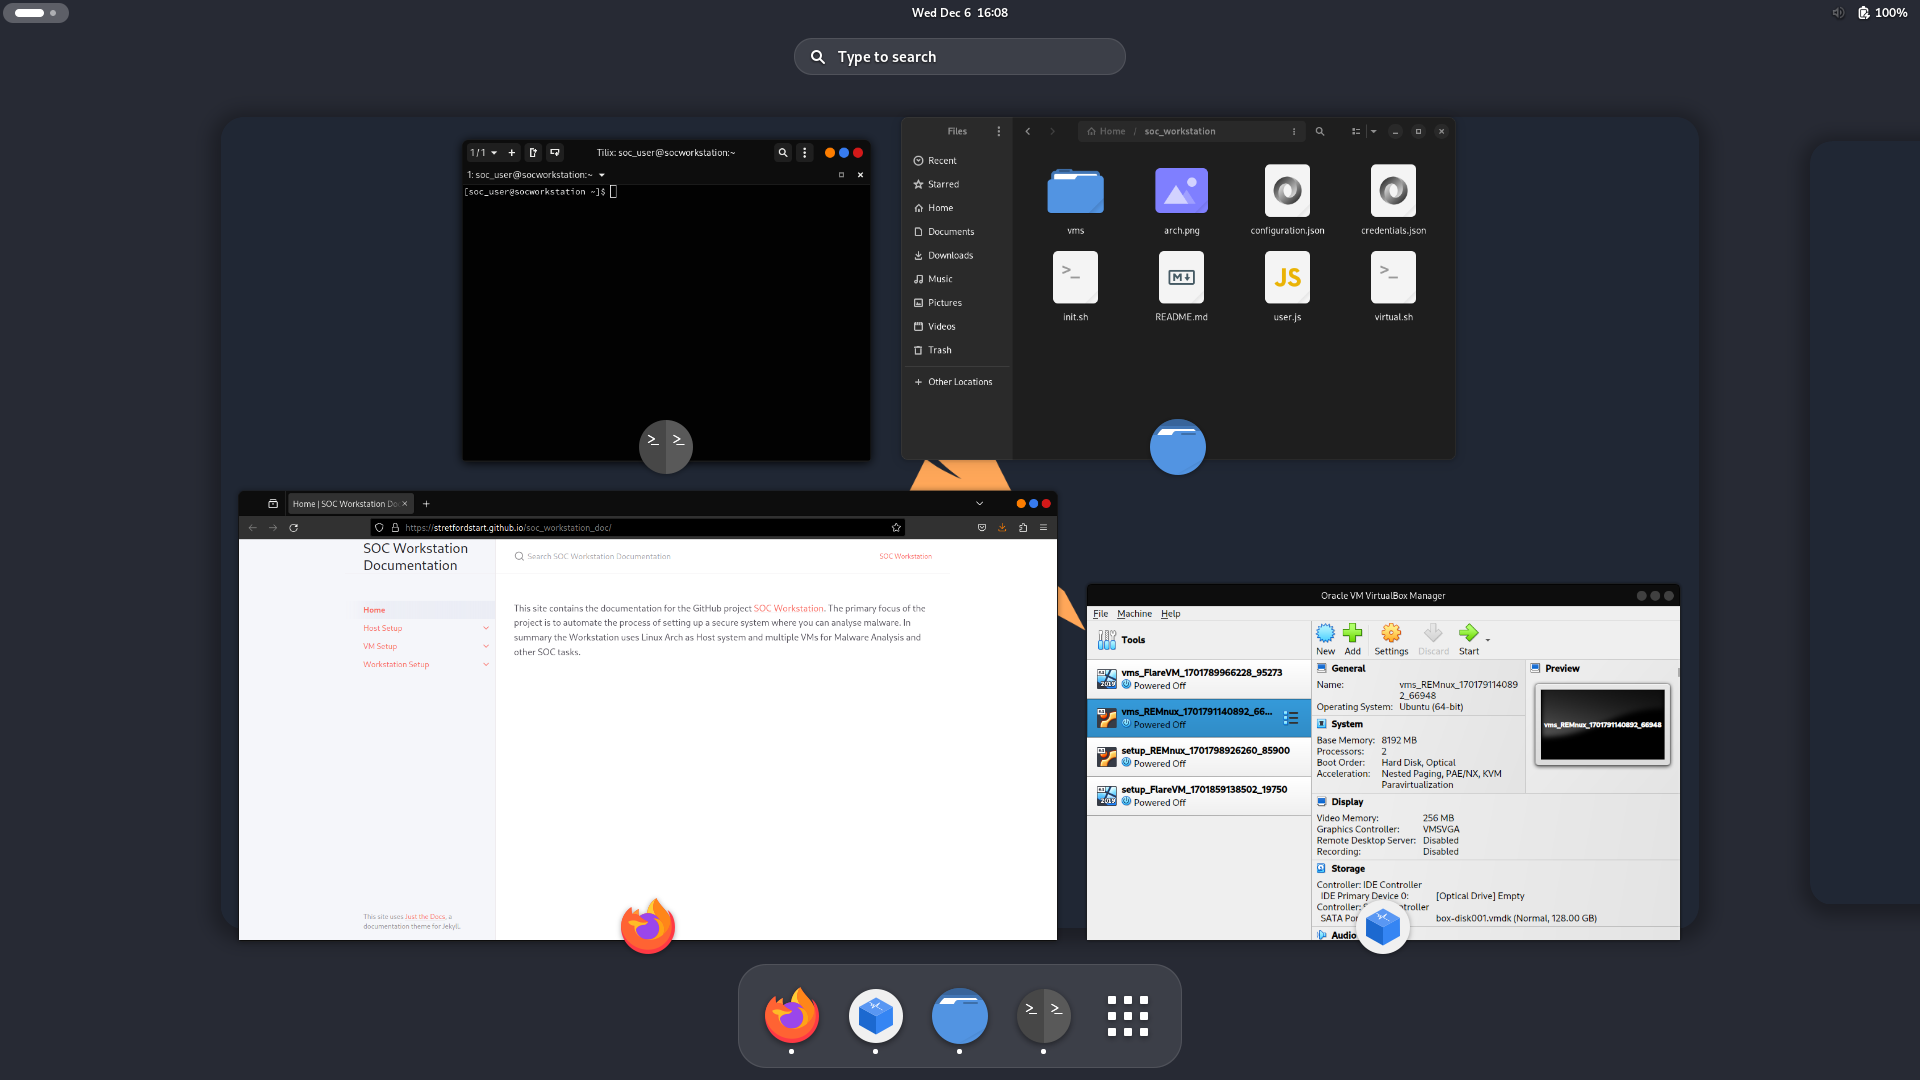 Wed Dec 6 16:08
100%
Type to search
1 / 1
Tilix: soc_user@socworkstation:~
1: soc_user@socworkstation:~
[soc_user@socworkstation ~]$
Files
Home / soc_workstation
Recent
Starred
Home
Documents
Downloads
Music
Pictures
Videos
Trash
Other Locations
vms
arch.png
configuration.json
credentials.json
init.sh
README.md
JS
user.js
virtual.sh
Home | SOC Workstation Do
https://stretfordstart.github.io/soc_workstation_doc/
SOC Workstation
Documentation
Search SOC Workstation Documentation
SOC Workstation
Home
Host Setup
VM Setup
Workstation Setup
This site contains the documentation for the GitHub project SOC Workstation. The primary focus of the
project is to automate the process of setting up a secure system where you can analyse malware. In
summary the Workstation uses Linux Arch as Host system and multiple VMs for Malware Analysis and
other SOC tasks.
This site uses Just the Docs, a
documentation theme for Jekyll.
Oracle VM VirtualBox Manager
File Machine Help
Tools
New Add Settings Discard Start
vms_FlareVM_1701789966228_95273
Powered Off
vms_REMnux_1701791140892_66...
Powered Off
setup_REMnux_1701798926260_85900
Powered Off
setup_FlareVM_1701859138502_19750
Powered Off
General
Name: vms_REMnux_170179114089
2_66948
Operating System: Ubuntu (64-bit)
Preview
vms_REMnux_1701791140892_66948
System
Base Memory: 8192 MB
Processors: 2
Boot Order: Hard Disk, Optical
Acceleration: Nested Paging, PAE/NX, KVM
Paravirtualization
Display
Video Memory: 256 MB
Graphics Controller: VMSVGA
Remote Desktop Server: Disabled
Recording: Disabled
Storage
Controller: IDE Controller
IDE Primary Device 0: [Optical Drive] Empty
Controller:
SATA box-disk001.vmdk (Normal, 128.00 GB)
Audio